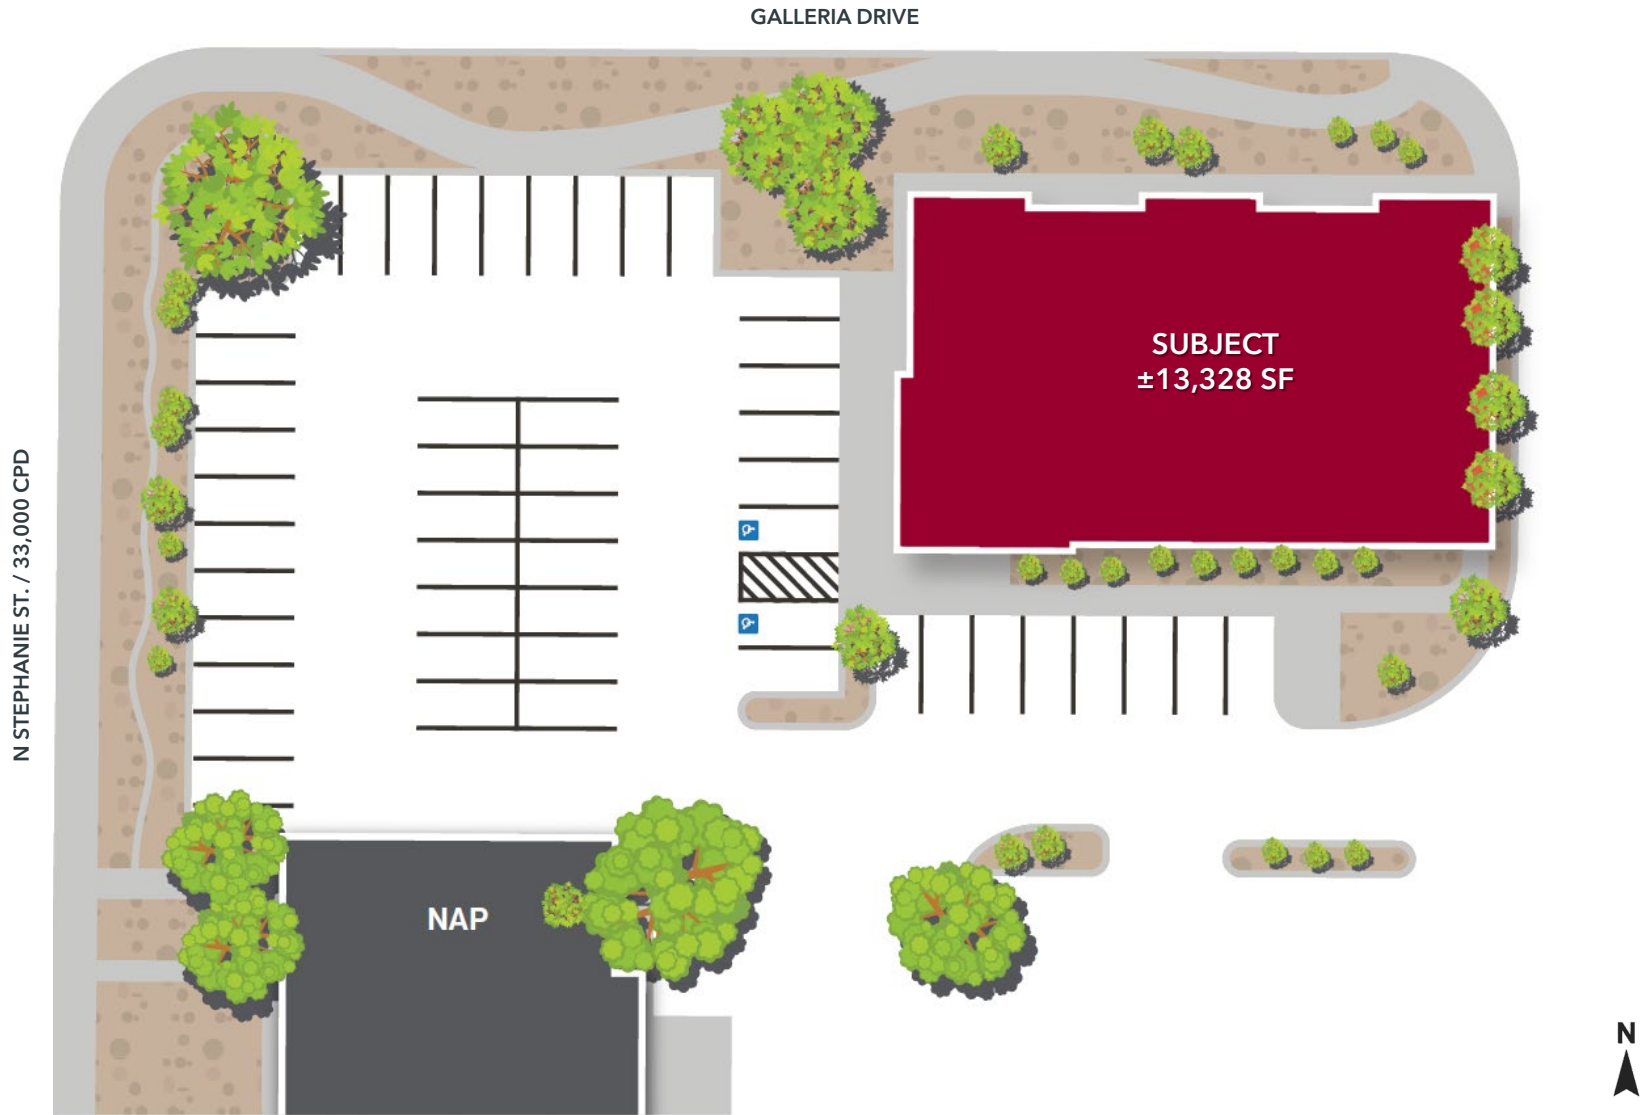 GALLERIA DRIVE
SUBJECT
±13,328 SF
N STEPHANIE ST. / 33,000 CPD
NAP
N